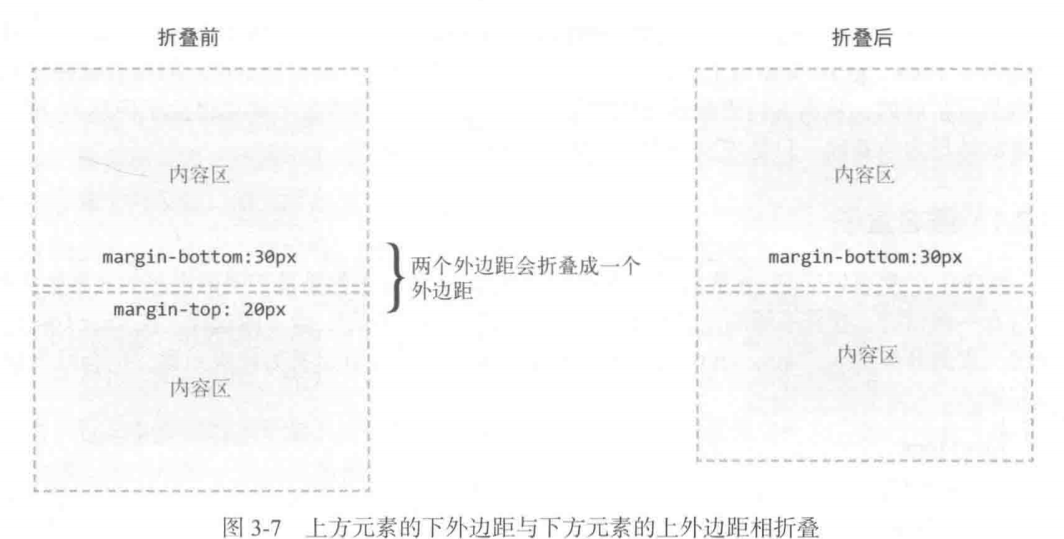 折叠前
折叠后
内容区
内容区
margin-bottom:30px
margin-bottom:30px
两个外边距会折叠成一个
外边距
margin-top: 20px
内容区
内容区
图 3-7 上方元素的下外边距与下方元素的上外边距相折叠